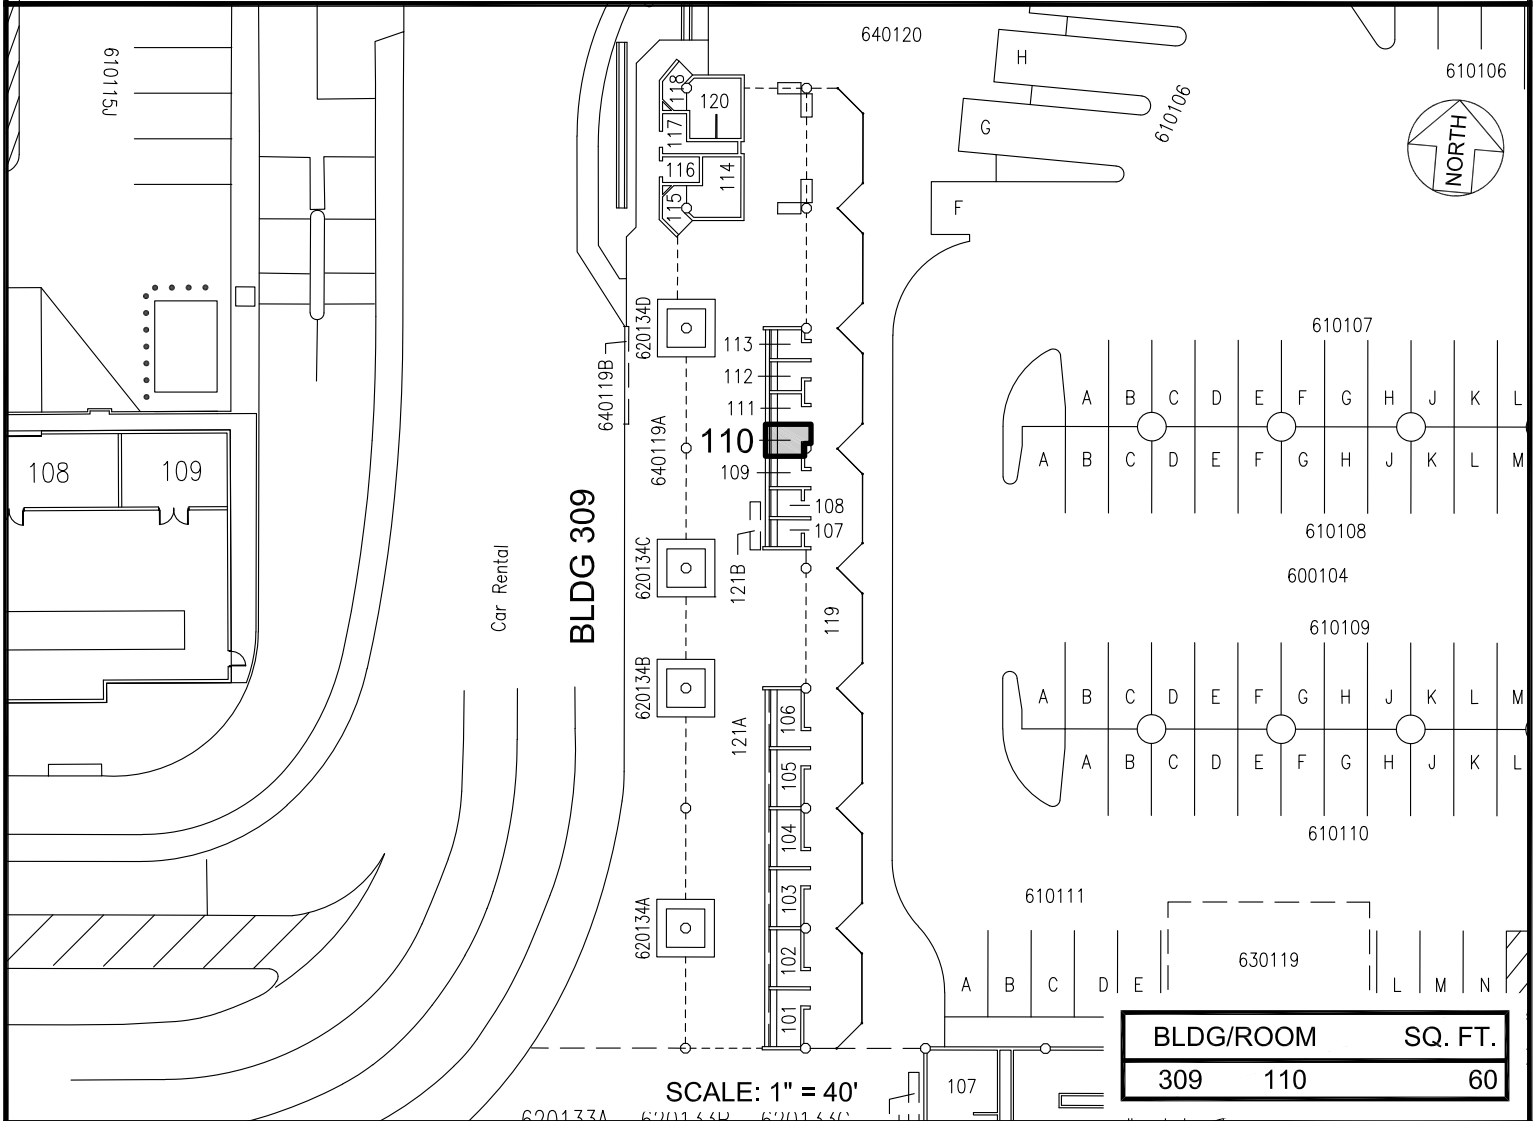 640120
H
610106
610115J
118
120
G
610106
117
NORTH
116
114
115
F
620134D
610107
113
640119B
112
A B C D E F G H J K L
111
640119A
110
A B C D E F G H J K L M
108
109
109
108
107
610108
BLDG 309
Car Rental
620134C
121B
600104
119
610109
620134B
A B C D E F G H J K L M
106
121A
105
A B C D E F G H J K L
104
610110
103
610111
620134A
102
630119
A B C D E
L M N
101
BLDG/ROOM SQ. FT.
309 110 60
SCALE: 1" = 40'
107
620133A 620133B 620133C